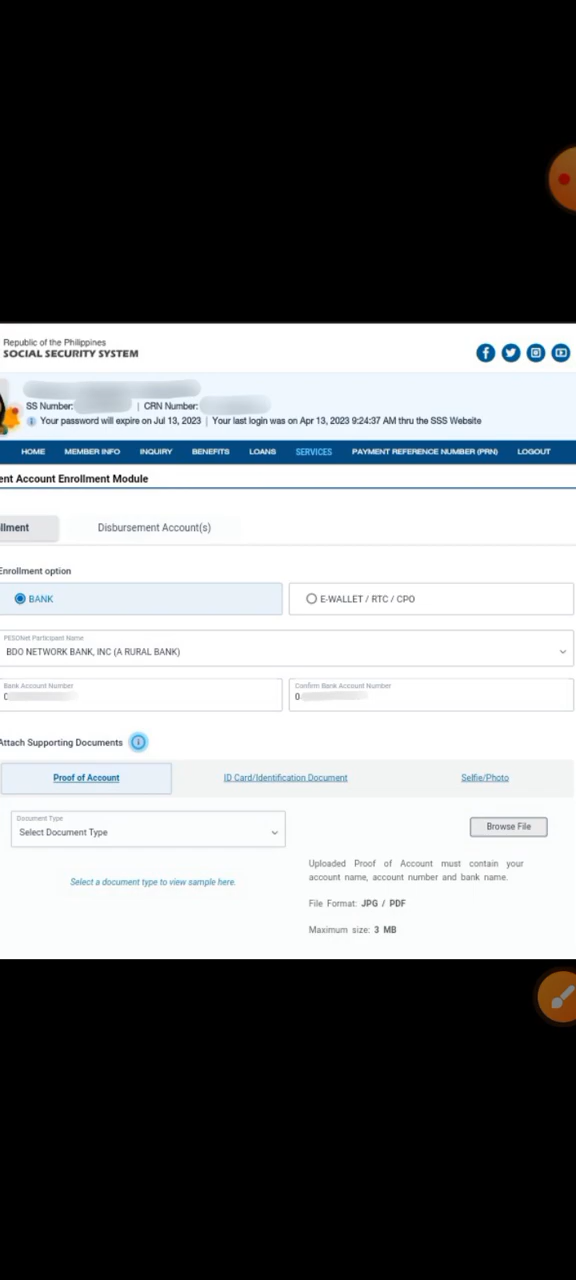 Republic of the Philippines
SOCIAL SECURITY SYSTEM
SS Number: | CRN Number:
Your password will expire on Jul 13, 2023 | Your last login was on Apr 13, 2023 9:24:37 AM thru the SSS Website
HOME MEMBER INFO INQUIRY BENEFITS LOANS SERVICES PAYMENT REFERENCE NUMBER (PRN) LOGOUT
ent Account Enrollment Module
llment Disbursement Account(s)
Enrollment option
BANK E-WALLET / RTC / CPO
PESONet Participant Name
BDO NETWORK BANK, INC (A RURAL BANK)
Bank Account Number Confirm Bank Account Number
0
Attach Supporting Documents
Proof of Account ID Card/Identification Document Selfie/Photo
Document Type
Select Document Type
Browse File
Select a document type to view sample here.
Uploaded Proof of Account must contain your
account name, account number and bank name.
File Format: JPG / PDF
Maximum size: 3 MB